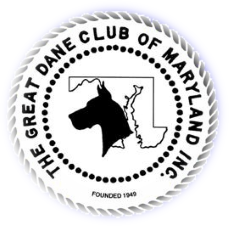 THE GREAT DANE CLUB OF MARYLAND INC.
FOUNDED 1949